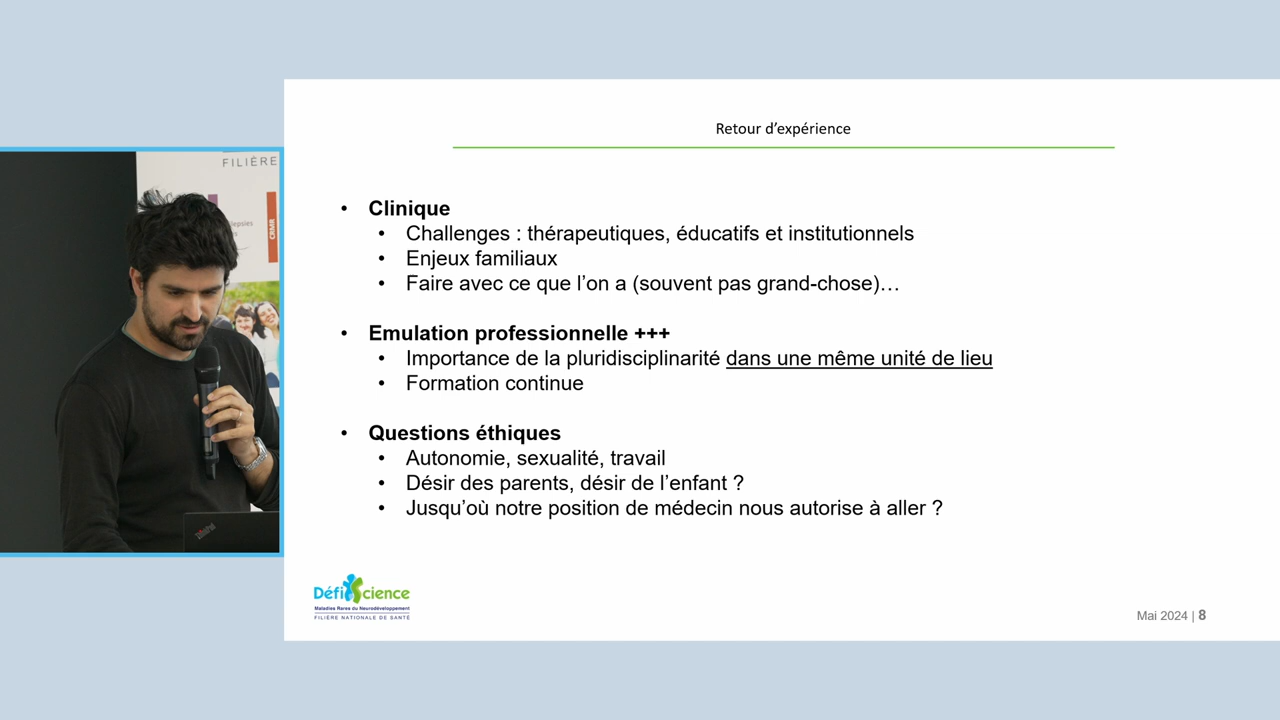 FILIÈRE
lepsies
CRMR
ThinkPad
Retour d’expérience
• Clinique
• Challenges : thérapeutiques, éducatifs et institutionnels
• Enjeux familiaux
• Faire avec ce que l’on a (souvent pas grand-chose)…
• Emulation professionnelle +++
• Importance de la pluridisciplinarité dans une même unité de lieu
• Formation continue
• Questions éthiques
• Autonomie, sexualité, travail
• Désir des parents, désir de l’enfant ?
• Jusqu’où notre position de médecin nous autorise à aller ?
DéfiScience
Maladies Rares du Neurodéveloppement
FILIÈRE NATIONALE DE SANTÉ
Mai 2024 | 8